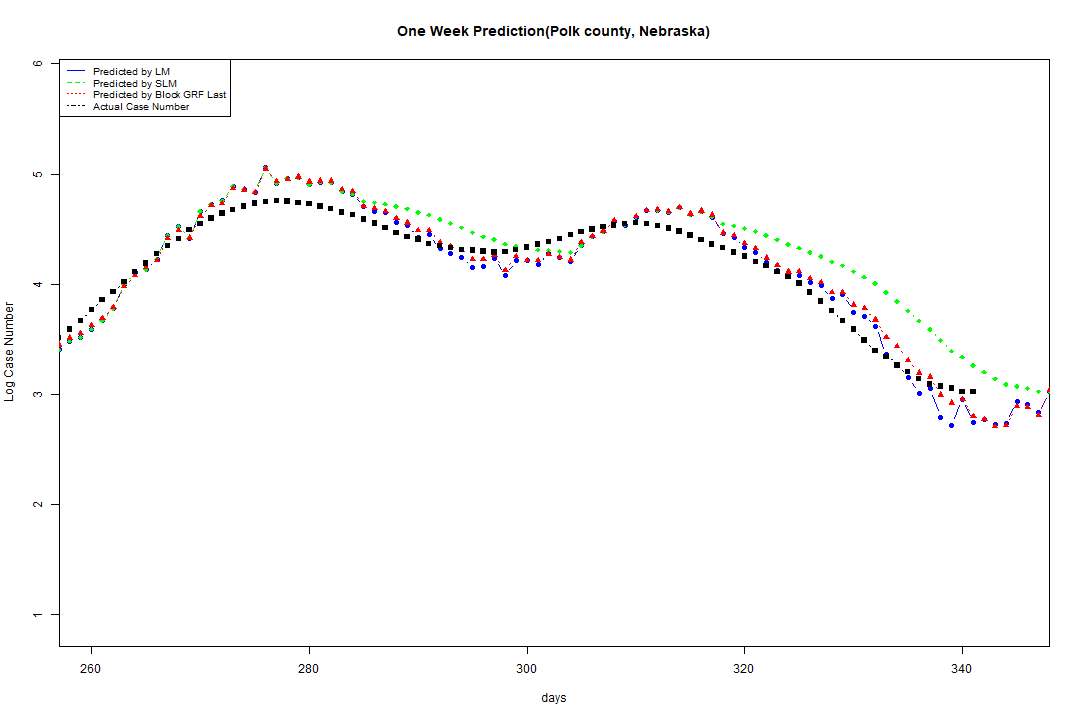 One Week Prediction(Polk county, Nebraska)
Predicted by LM
Predicted by SLM
Predicted by Block GRF Last
Actual Case Number
6
5
4
3
2
1
Log Case Number
260 280 300 320 340
days